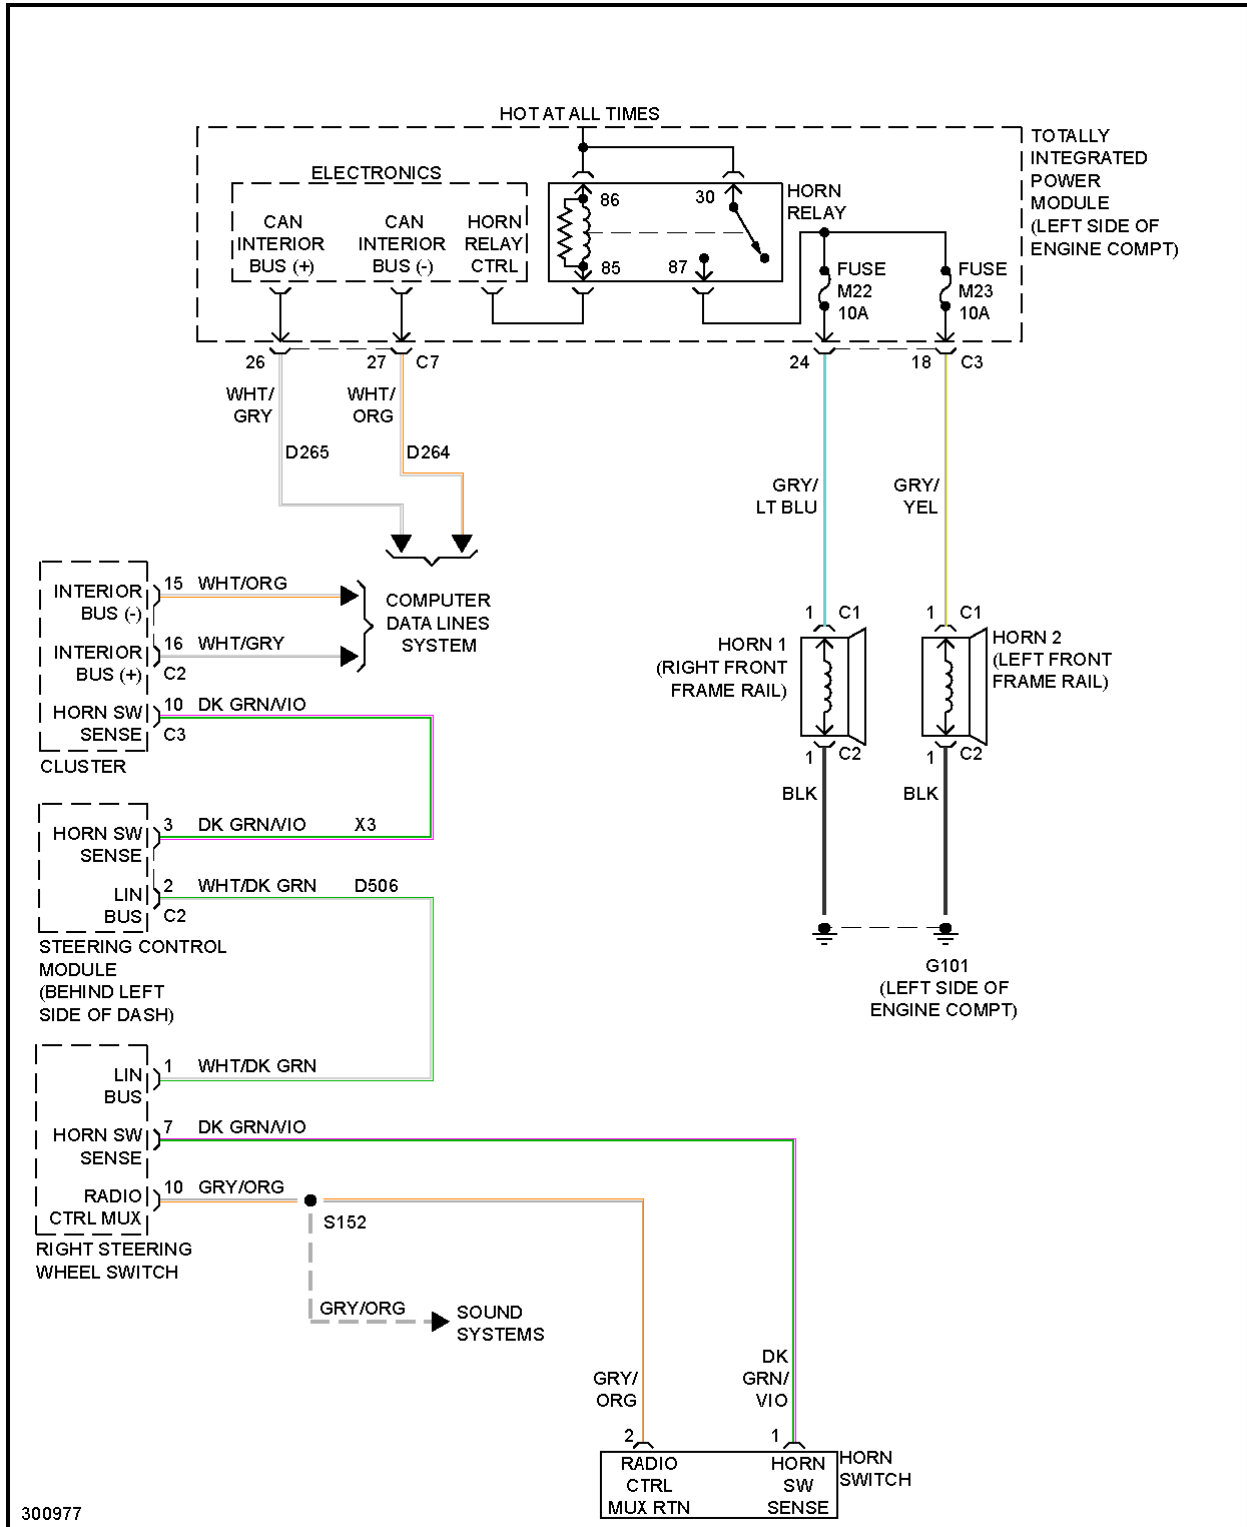 HOT AT ALL TIMES
TOTALLY
INTEGRATED
POWER
MODULE
(LEFT SIDE OF
ENGINE COMPT)
ELECTRONICS
CAN
INTERIOR
BUS (+)
CAN
INTERIOR
BUS (-)
HORN
RELAY
CTRL
86
30
85
87
HORN
RELAY
FUSE
M22
10A
FUSE
M23
10A
26
27
C7
24
18
C3
WHT/
GRY
WHT/
ORG
D265
D264
GRY/
LT BLU
GRY/
YEL
COMPUTER
DATA LINES
SYSTEM
INTERIOR
BUS (-)
15
WHT/ORG
INTERIOR
BUS (+)
16
WHT/GRY
C2
HORN SW
SENSE
10
DK GRN/VIO
C3
CLUSTER
1
C1
HORN 1
(RIGHT FRONT
FRAME RAIL)
1
C2
BLK
1
C1
HORN 2
(LEFT FRONT
FRAME RAIL)
1
C2
BLK
HORN SW
SENSE
3
DK GRN/VIO
X3
LIN
BUS
2
WHT/DK GRN
D506
C2
STEERING CONTROL
MODULE
(BEHIND LEFT
SIDE OF DASH)
G101
(LEFT SIDE OF
ENGINE COMPT)
LIN
BUS
1
WHT/DK GRN
HORN SW
SENSE
7
DK GRN/VIO
RADIO
CTRL MUX
10
GRY/ORG
S152
RIGHT STEERING
WHEEL SWITCH
GRY/ORG
SOUND
SYSTEMS
GRY/
ORG
DK
GRN/
VIO
2
1
RADIO
CTRL
MUX RTN
HORN
SW
SENSE
HORN
SWITCH
300977